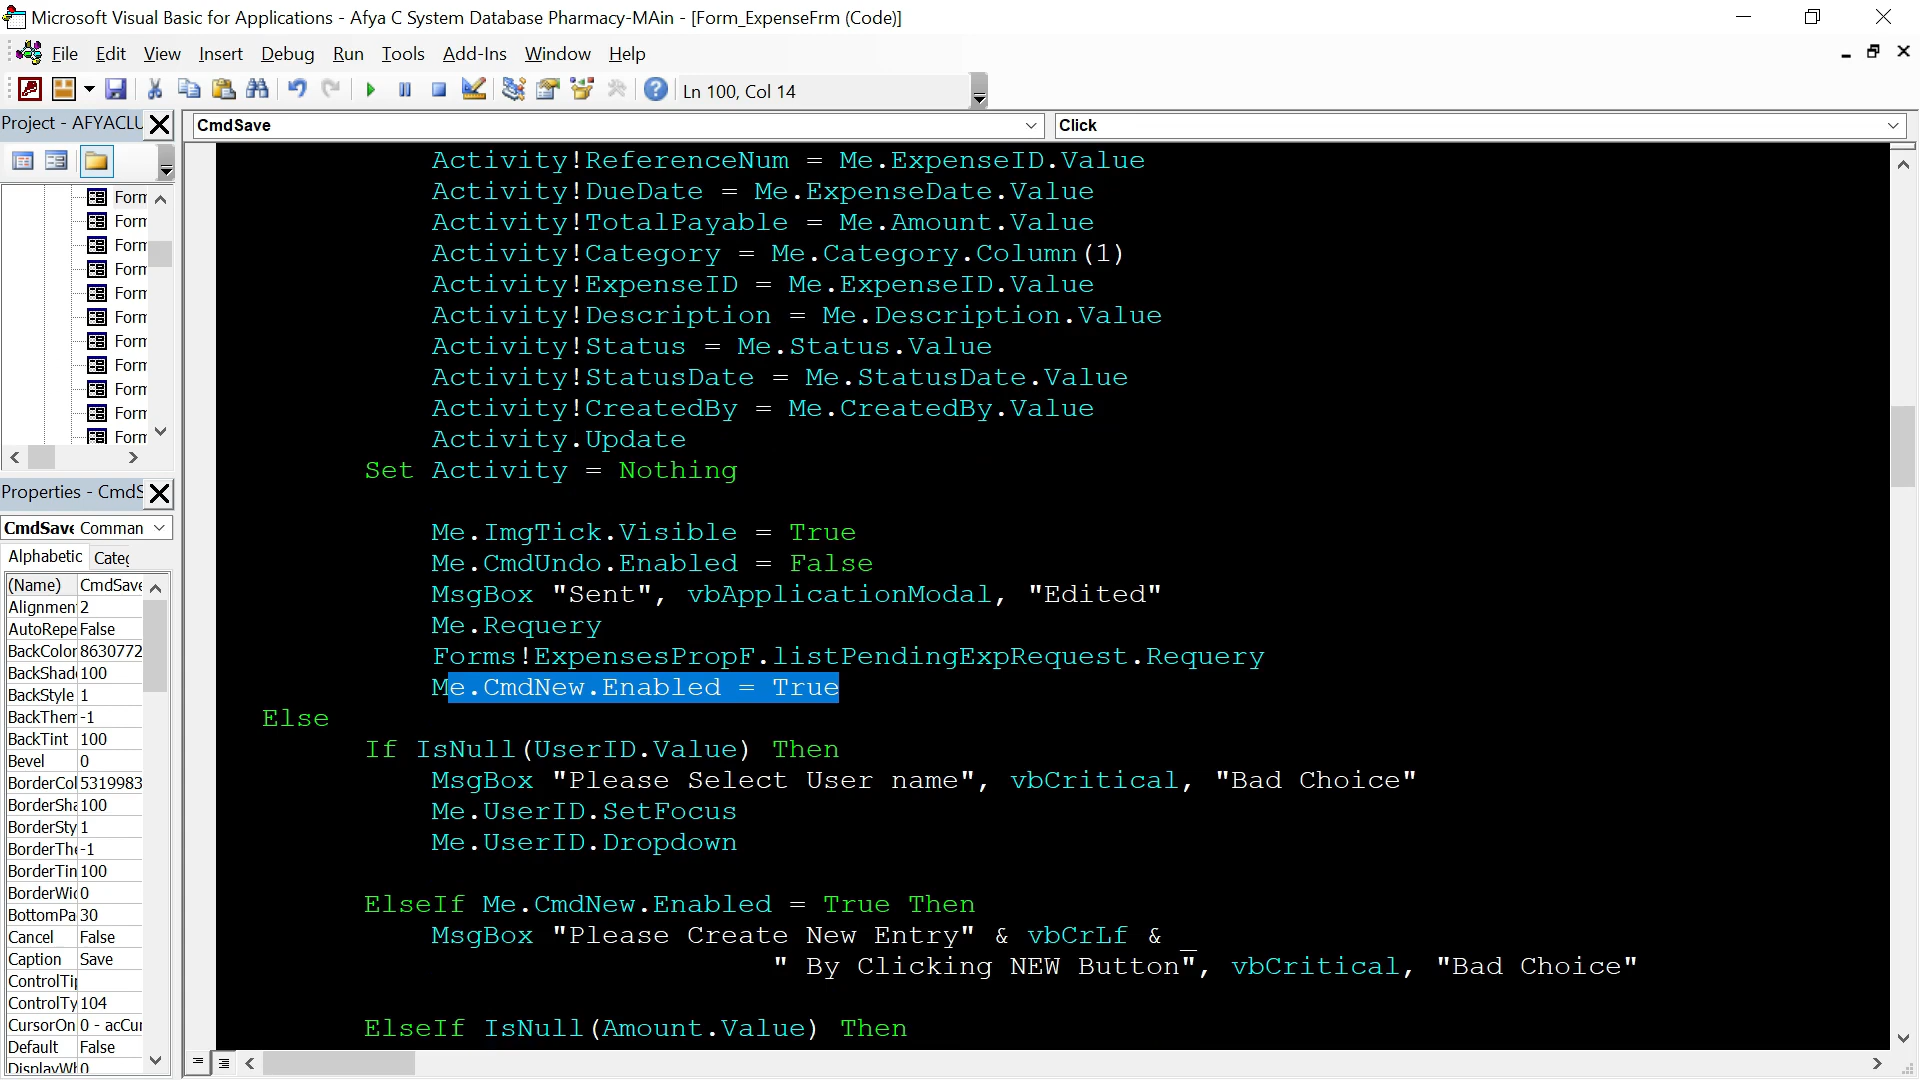 Microsoft Visual Basic for Applications - Afya C System Database Pharmacy-MAin - [Form_ExpenseFrm (Code)]
File Edit View Insert Debug Run Tools Add-Ins Window Help
Ln 100, Col 14
Project - AFYACLU
CmdSave Click
Form
Form
Form
Form
Form
Form
Form
Form
Form
Form
Form
Properties - CmdS
CmdSave Comman
Alphabetic Categ
(Name) CmdSave
Alignmen 2
AutoRepe False
BackColor 8630772
BackShad 100
BackStyle 1
BackThem -1
BackTint 100
Bevel 0
BorderCol 5319983
BorderSha 100
BorderSty 1
BorderThe -1
BorderTin 100
BorderWid 0
BottomPa 30
Cancel False
Caption Save
ControlTip
ControlTy 104
CursorOn 0 - acCur
Default False
DisplayWh 0
Activity!ReferenceNum = Me.ExpenseID.Value
Activity!DueDate = Me.ExpenseDate.Value
Activity!TotalPayable = Me.Amount.Value
Activity!Category = Me.Category.Column(1)
Activity!ExpenseID = Me.ExpenseID.Value
Activity!Description = Me.Description.Value
Activity!Status = Me.Status.Value
Activity!StatusDate = Me.StatusDate.Value
Activity!CreatedBy = Me.CreatedBy.Value
Activity.Update
Set Activity = Nothing
Me.ImgTick.Visible = True
Me.CmdUndo.Enabled = False
MsgBox "Sent", vbApplicationModal, "Edited"
Me.Requery
Forms!ExpensesPropF.listPendingExpRequest.Requery
Me.CmdNew.Enabled = True
Else
If IsNull(UserID.Value) Then
MsgBox "Please Select User name", vbCritical, "Bad Choice"
Me.UserID.SetFocus
Me.UserID.Dropdown
ElseIf Me.CmdNew.Enabled = True Then
MsgBox "Please Create New Entry" & vbCrLf & _
" By Clicking NEW Button", vbCritical, "Bad Choice"
ElseIf IsNull(Amount.Value) Then